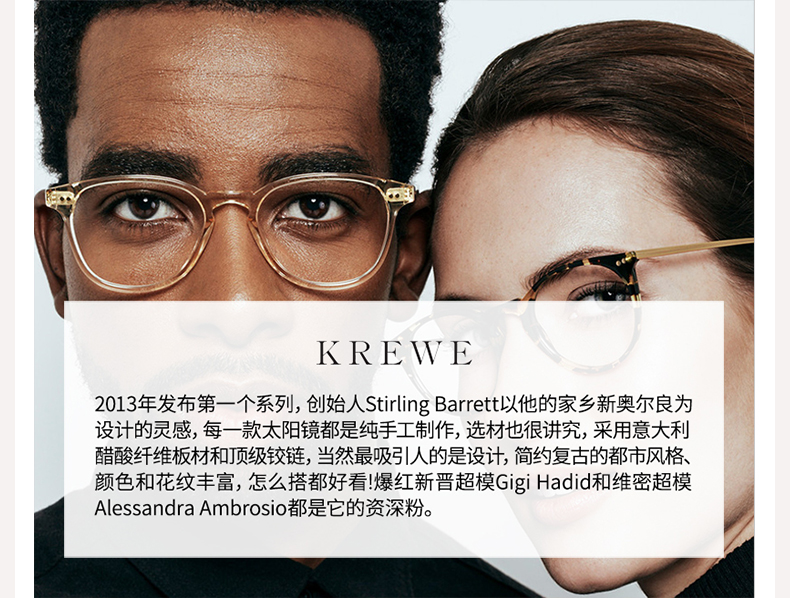 KREWE
2013年发布第一个系列，创始人Stirling Barrett以他的家乡新奥尔良为
设计的灵感，每一款太阳镜都是纯手工制作，选材也很讲究，采用意大利
醋酸纤维板材和顶级铰链，当然最吸引人的是设计，简约复古的都市风格、
颜色和花纹丰富，怎么搭都好看!爆红新晋超模Gigi Hadid和维密超模
Alessandra Ambrosio都是它的资深粉。